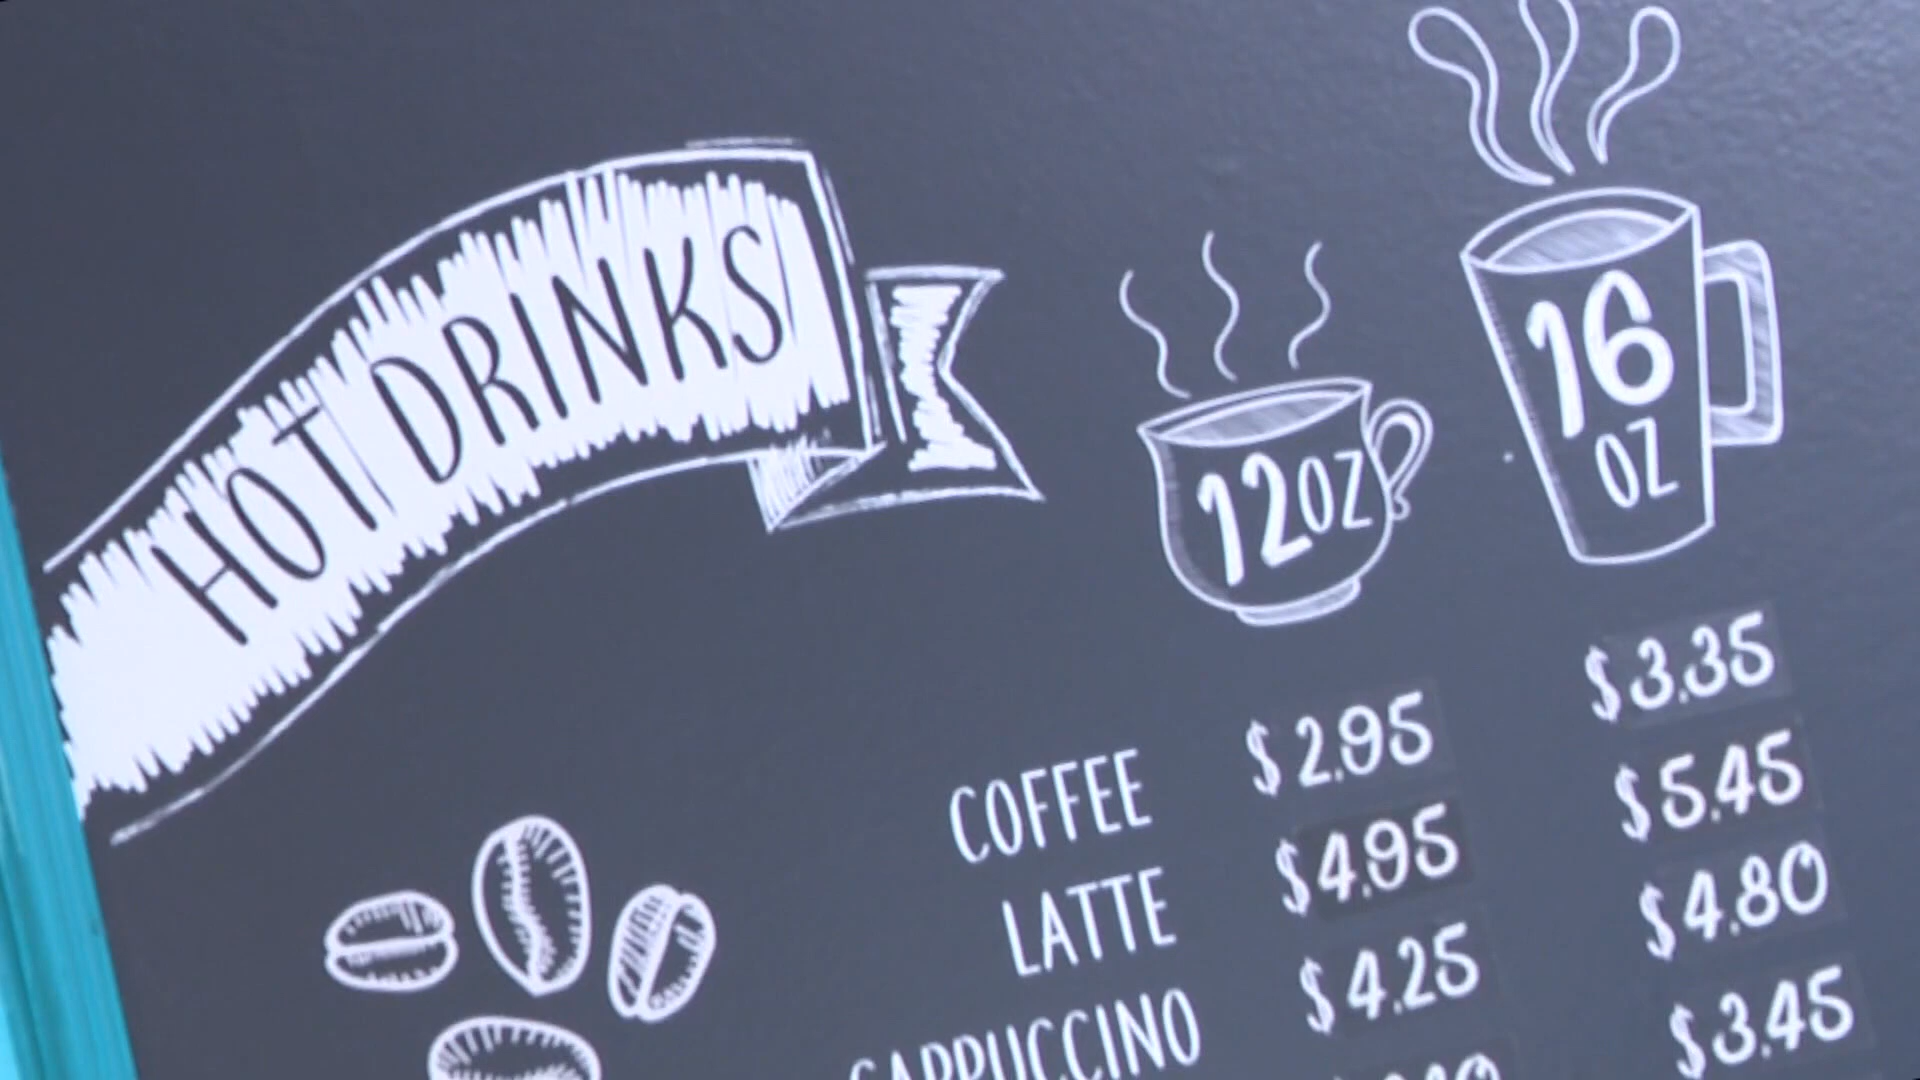 HOT DRINKS
12OZ
16
OZ
COFFEE $2.95 $3.35
LATTE $4.95 $5.45
CAPPUCCINO $4.25 $4.80
$3.45